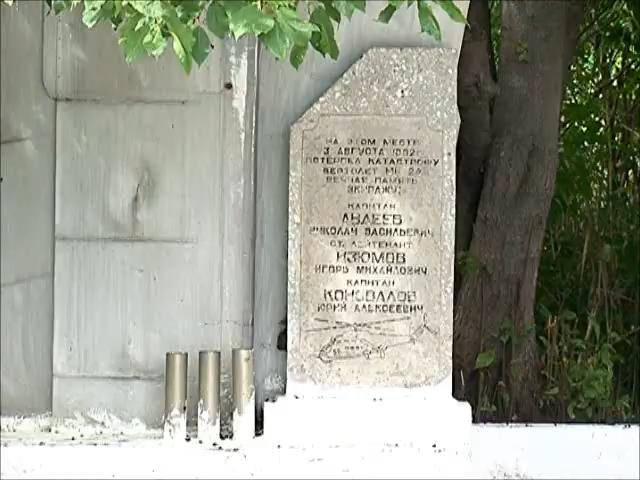 НА ЭТОМ МЕСТЕ
3 АВГУСТА
ПОТЕРПЕЛ КАТАСТРОФУ
ВЕРТОЛЕТ МИ
ВЕЧНАЯ ПАМЯТЬ
ЭКИПАЖУ:
КАПИТАН
АВДЕЕВ
НИКОЛАЙ ВАСИЛЬЕВИЧ
СТ. ЛЕЙТЕНАНТ
ИЗЮМОВ
ИГОРЬ МИХАЙЛОВИЧ
КАПИТАН
КОНОВАЛОВ
ЮРИЙ АЛЕКСЕЕВИЧ